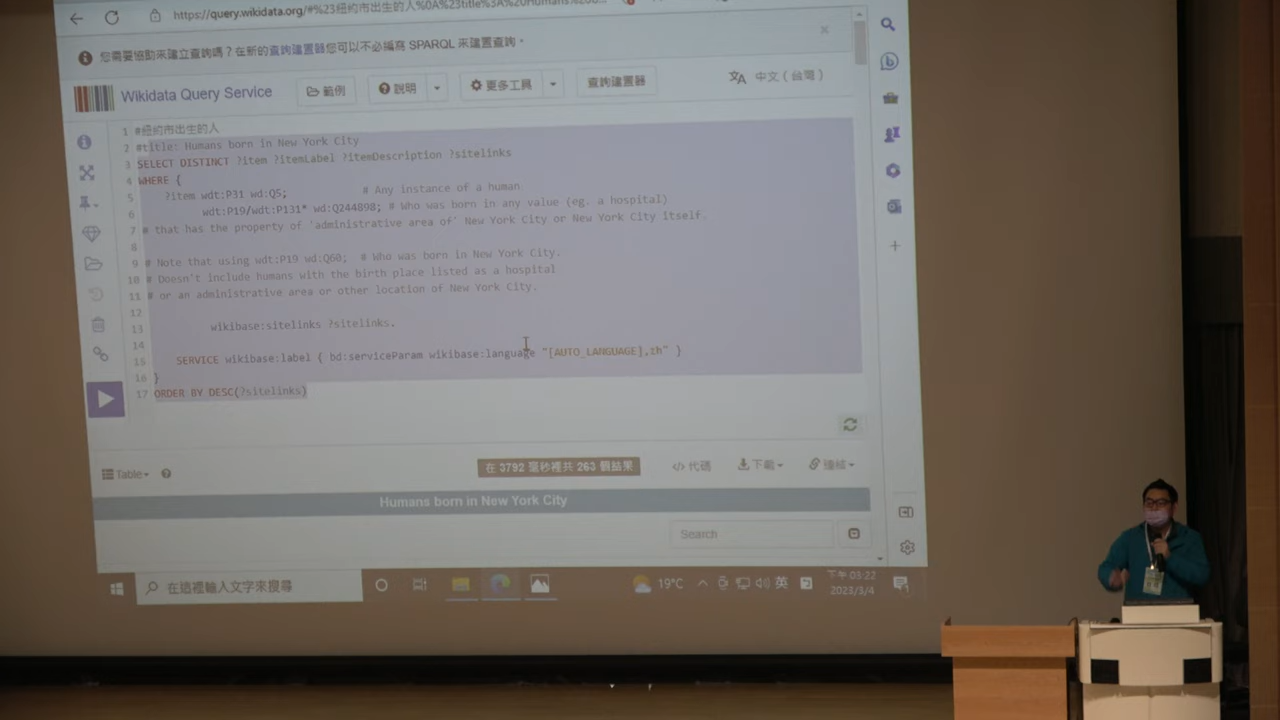 https://query.wikidata.org/#%23紐約市出生的人%0A%23title%3A%20Humans%20
您需要協助來建立查詢嗎？在新的查詢建置器您可以不必編寫 SPARQL 來建置查詢。
Wikidata Query Service
範例
說明
更多工具
查詢建置器
中文（台灣）
1 #紐約市出生的人
2 #title: Humans born in New York City
3 SELECT DISTINCT ?item ?itemLabel ?itemDescription ?sitelinks
4 WHERE {
5 ?item wdt:P31 wd:Q5; # Any instance of a human
6 wdt:P19/wdt:P131* wd:Q244898; # Who was born in any value (eg. a hospital)
7 # that has the property of 'administrative area of' New York City or New York City itself.
8
9 # Note that using wdt:P19 wd:Q60; # Who was born in New York City.
10 # Doesn't include humans with the birth place listed as a hospital
11 # or an administrative area or other location of New York City.
12
13 wikibase:sitelinks ?sitelinks.
14
15 SERVICE wikibase:label { bd:serviceParam wikibase:language "[AUTO_LANGUAGE],zh" }
16 }
17 ORDER BY DESC(?sitelinks)
Table
在 3792 毫秒裡共 263 個結果
</> 代碼
下載
連結
Humans born in New York City
Search
在這裡輸入文字來搜尋
19°C
英
下午 03:22
2023/3/4